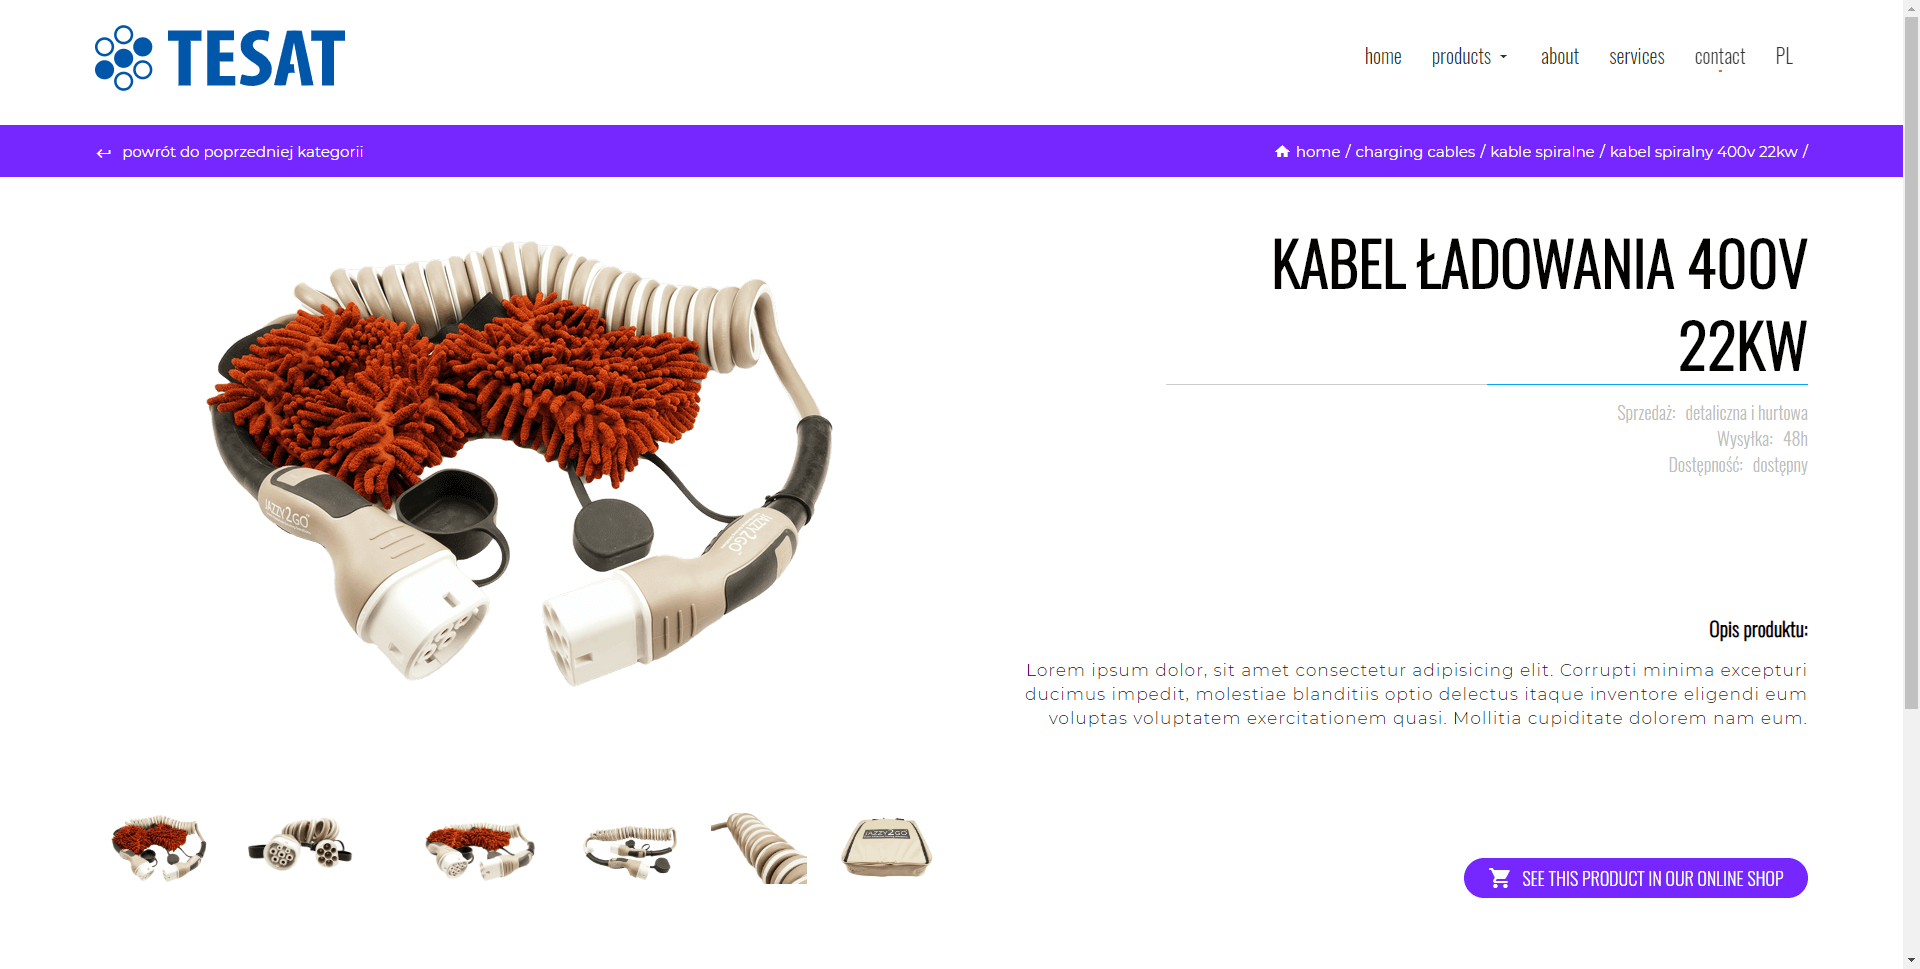 TESAT
home products about services contact PL
powrót do poprzedniej kategorii
home / charging cables / kable spiralne / kabel spiralny 400v 22kw /
KABEL ŁADOWANIA 400V
22KW
Sprzedaż: detaliczna i hurtowa
Wysyłka: 48h
Dostępność: dostępny
JAZZY2GO
JAZZY2GO
Opis produktu:
Lorem ipsum dolor, sit amet consectetur adipisicing elit. Corrupti minima excepturi
ducimus impedit, molestiae blanditiis optio delectus itaque inventore eligendi eum
voluptas voluptatem exercitationem quasi. Mollitia cupiditate dolorem nam eum.
JAZZY2GO
SEE THIS PRODUCT IN OUR ONLINE SHOP